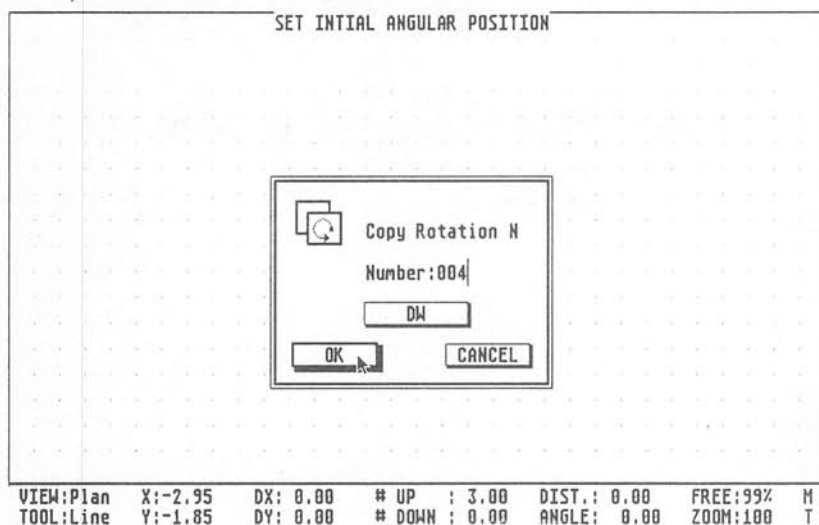 SET INTIAL ANGULAR POSITION
Copy Rotation N
Number:004
DW
OK CANCEL
VIEW:Plan X:-2.95 DX: 0.00 # UP : 3.00 DIST.: 0.00 FREE:99% M
TOOL:Line Y:-1.85 DY: 0.00 # DOWN : 0.00 ANGLE: 0.00 ZOOM:100 T